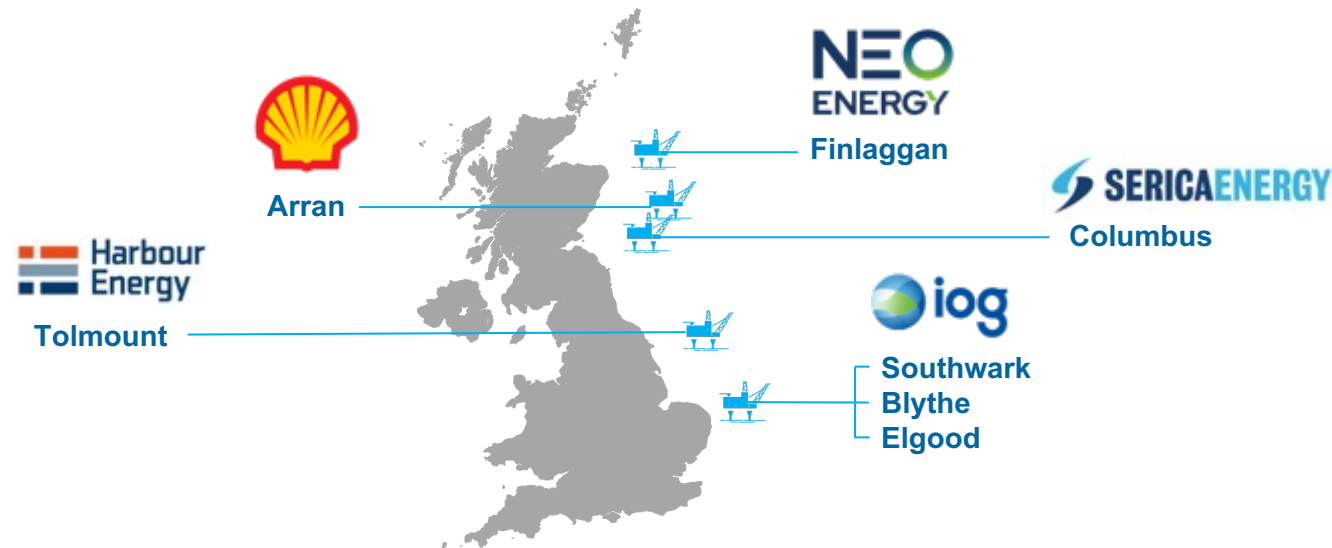 NEO
ENERGY
Finlaggan
Arran
SERICAENERGY
Columbus
Harbour
Energy
Tolmount
iog
Southwark
Blythe
Elgood